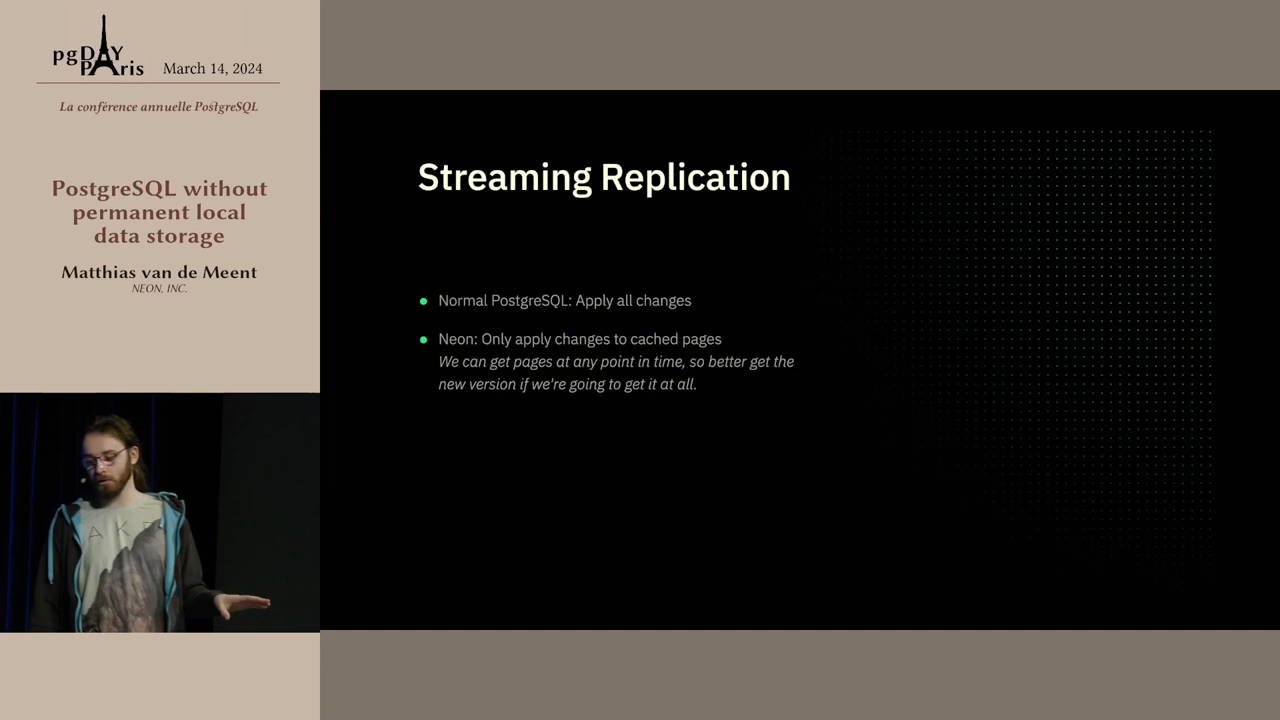 pgDAY
PAris
March 14, 2024
La conférence annuelle PostgreSQL
PostgreSQL without
permanent local
data storage
Matthias van de Meent
NEON, INC.
Streaming Replication
Normal PostgreSQL: Apply all changes
Neon: Only apply changes to cached pages
We can get pages at any point in time, so better get the
new version if we're going to get it at all.